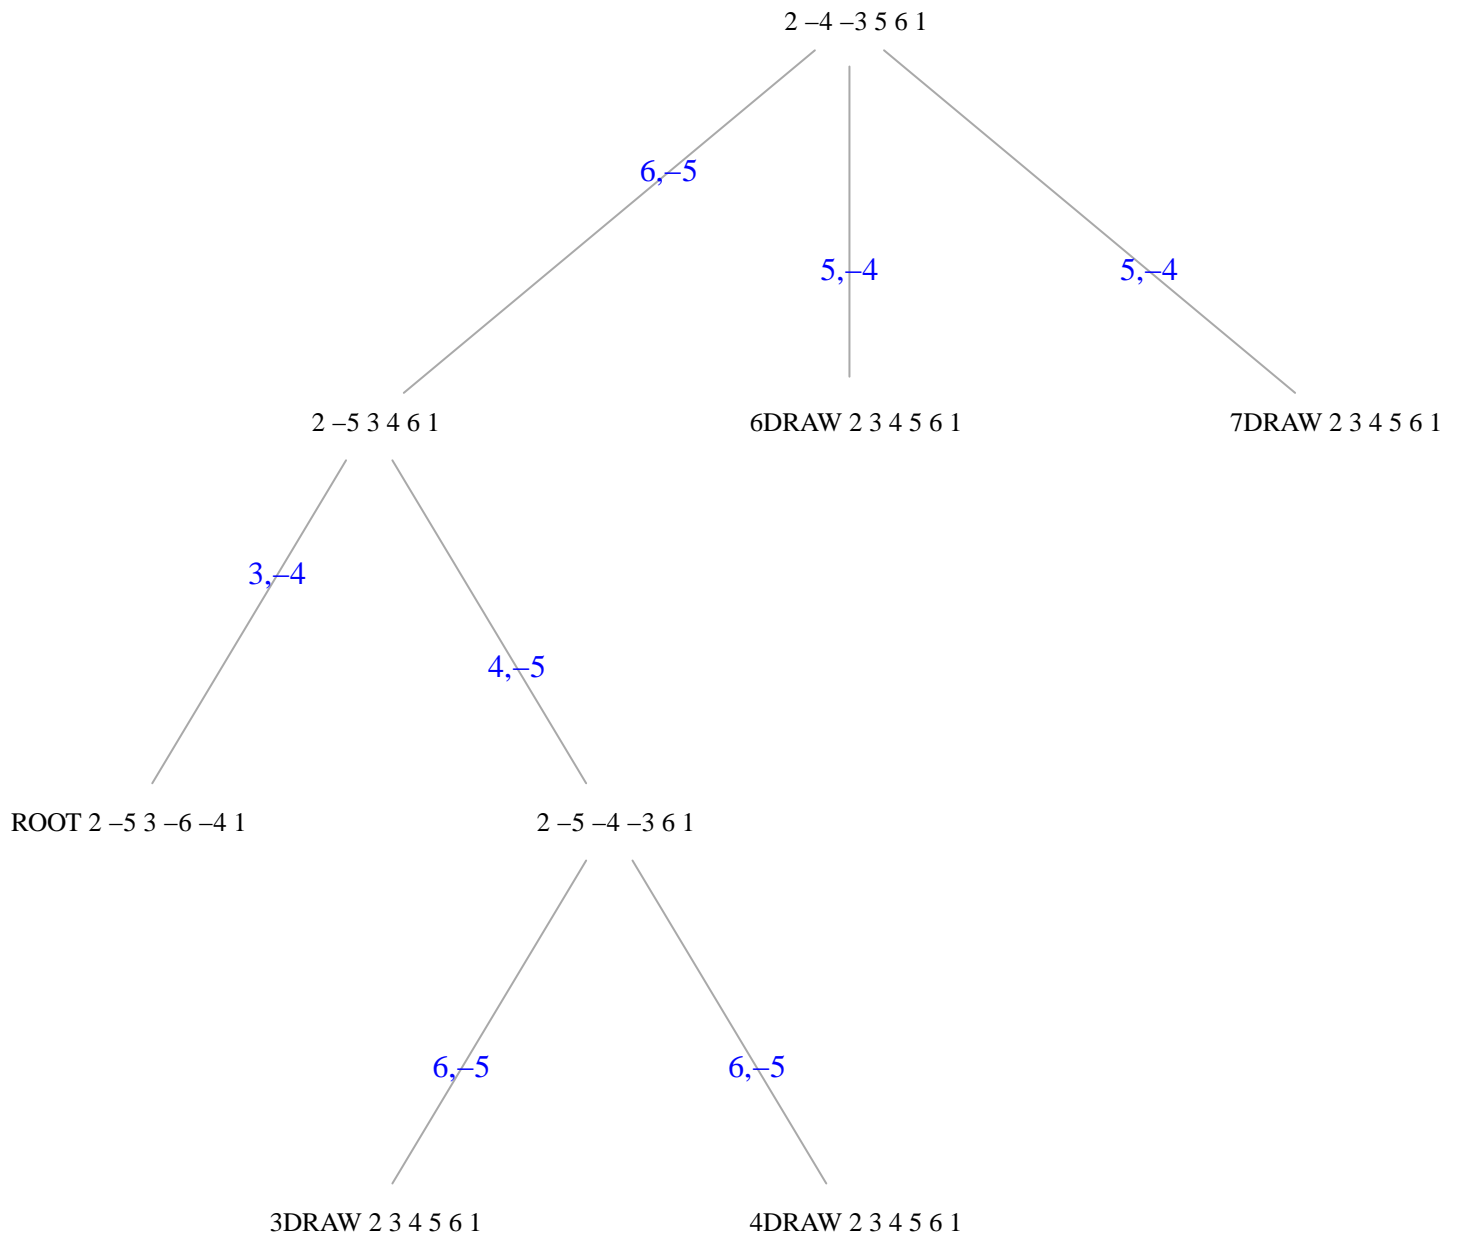 2 –4 –3 5 6 1
6,–5
5,–4
5,–4
2 –5 3 4 6 1
6DRAW 2 3 4 5 6 1
7DRAW 2 3 4 5 6 1
3,–4
4,–5
ROOT 2 –5 3 –6 –4 1
2 –5 –4 –3 6 1
6,–5
6,–5
3DRAW 2 3 4 5 6 1
4DRAW 2 3 4 5 6 1